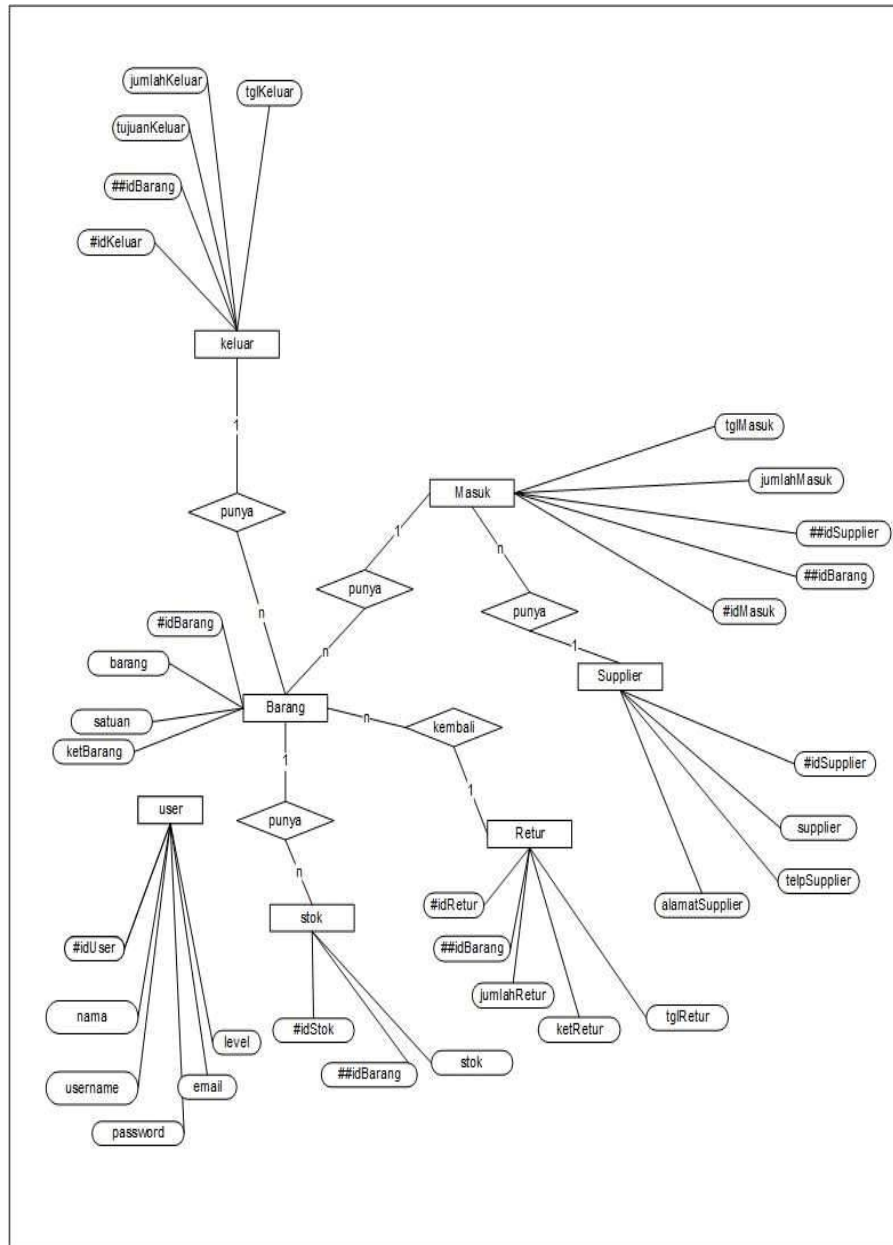 jumlahKeluar
tglKeluar
tujuanKeluar
##idBarang
#idKeluar
keluar
1
punya
n
tglMasuk
jumlahMasuk
##idSupplier
##idBarang
#idMasuk
Masuk
1
punya
n
n
punya
1
Supplier
#idSupplier
supplier
telpSupplier
alamatSupplier
#idBarang
barang
satuan
ketBarang
Barang
n
kembali
1
Retur
#idRetur
##idBarang
jumlahRetur
ketRetur
tglRetur
1
punya
n
stok
#idStok
##idBarang
stok
user
#idUser
nama
username
password
email
level